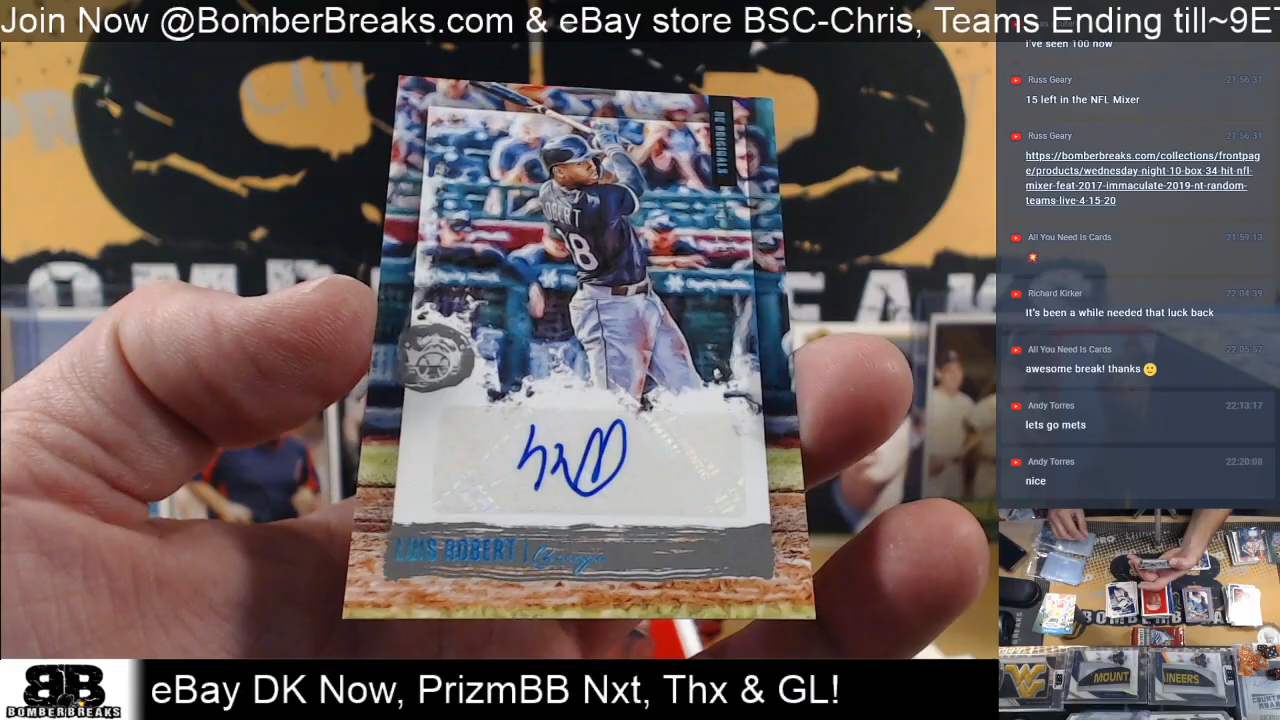 Join Now @BomberBreaks.com & eBay store BSC-Chris, Teams Ending till~9ET
i've seen 100 now
Russ Geary 21:56:31
15 left in the NFL Mixer
Russ Geary 21:56:31
https://bomberbreaks.com/collections/frontpag
e/products/wednesday-night-10-box-34-hit-nfl-
mixer-feat-2017-immaculate-2019-nt-random-
teams-live-4-15-20
All You Need Is Cards 21:59:13
Richard Kirker 22:04:39
It's been a while needed that luck back
All You Need Is Cards 22:05:57
awesome break! thanks 🙂
Andy Torres 22:13:17
lets go mets
Andy Torres 22:20:08
nice
DK ORIGINALS
OBERT
38
LUIS ROBERT | Chicago
MOUNT
AINEERS
BB
BOMBERBREAKS
eBay DK Now, PrizmBB Nxt, Thx & GL!